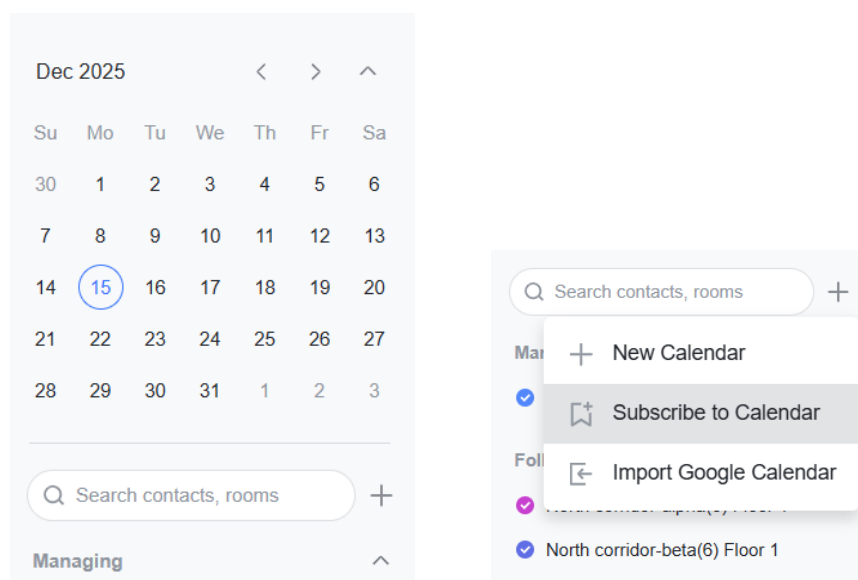 Dec 2025
Su Mo Tu We Th Fr Sa
30 1 2 3 4 5 6
7 8 9 10 11 12 13
14 15 16 17 18 19 20
21 22 23 24 25 26 27
28 29 30 31 1 2 3
Search contacts, rooms
Managing
Search contacts, rooms
New Calendar
Subscribe to Calendar
Import Google Calendar
North corridor-beta(6) Floor 1